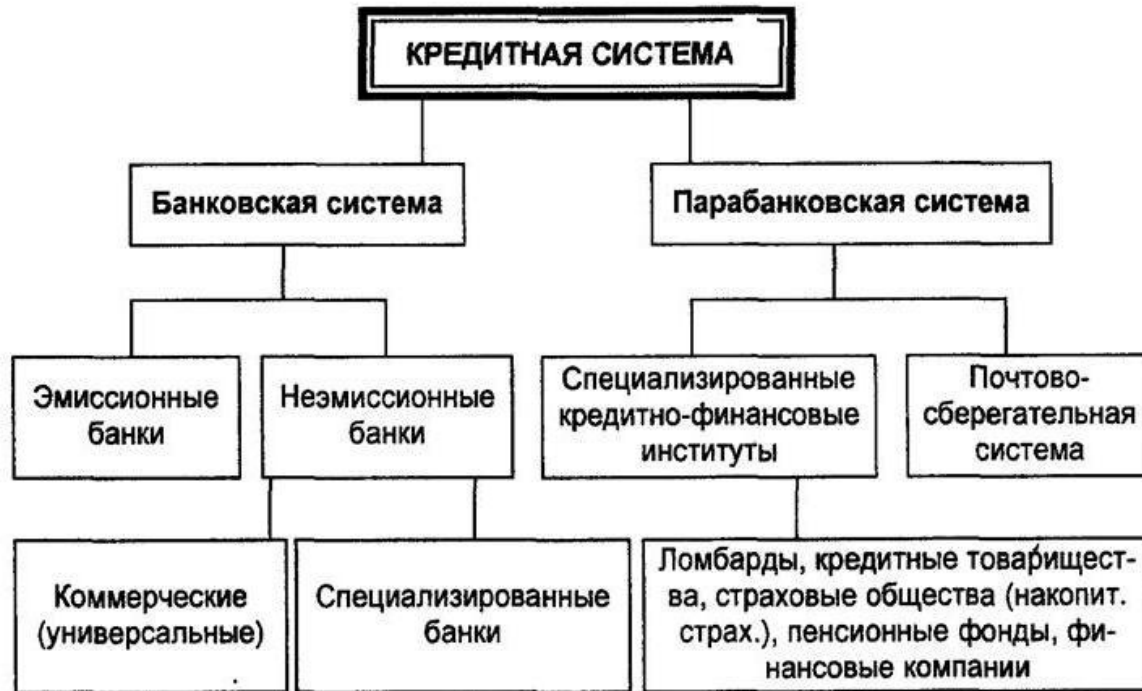 КРЕДИТНАЯ СИСТЕМА
Банковская система
Парабанковская система
Эмиссионные
банки
Неэмиссионные
банки
Специализированные
кредитно-финансовые
институты
Почтово-
сберегательная
система
Коммерческие
(универсальные)
Специализированные
банки
Ломбарды, кредитные товарищест-
ва, страховые общества (накопит.
страх.), пенсионные фонды, фи-
нансовые компании